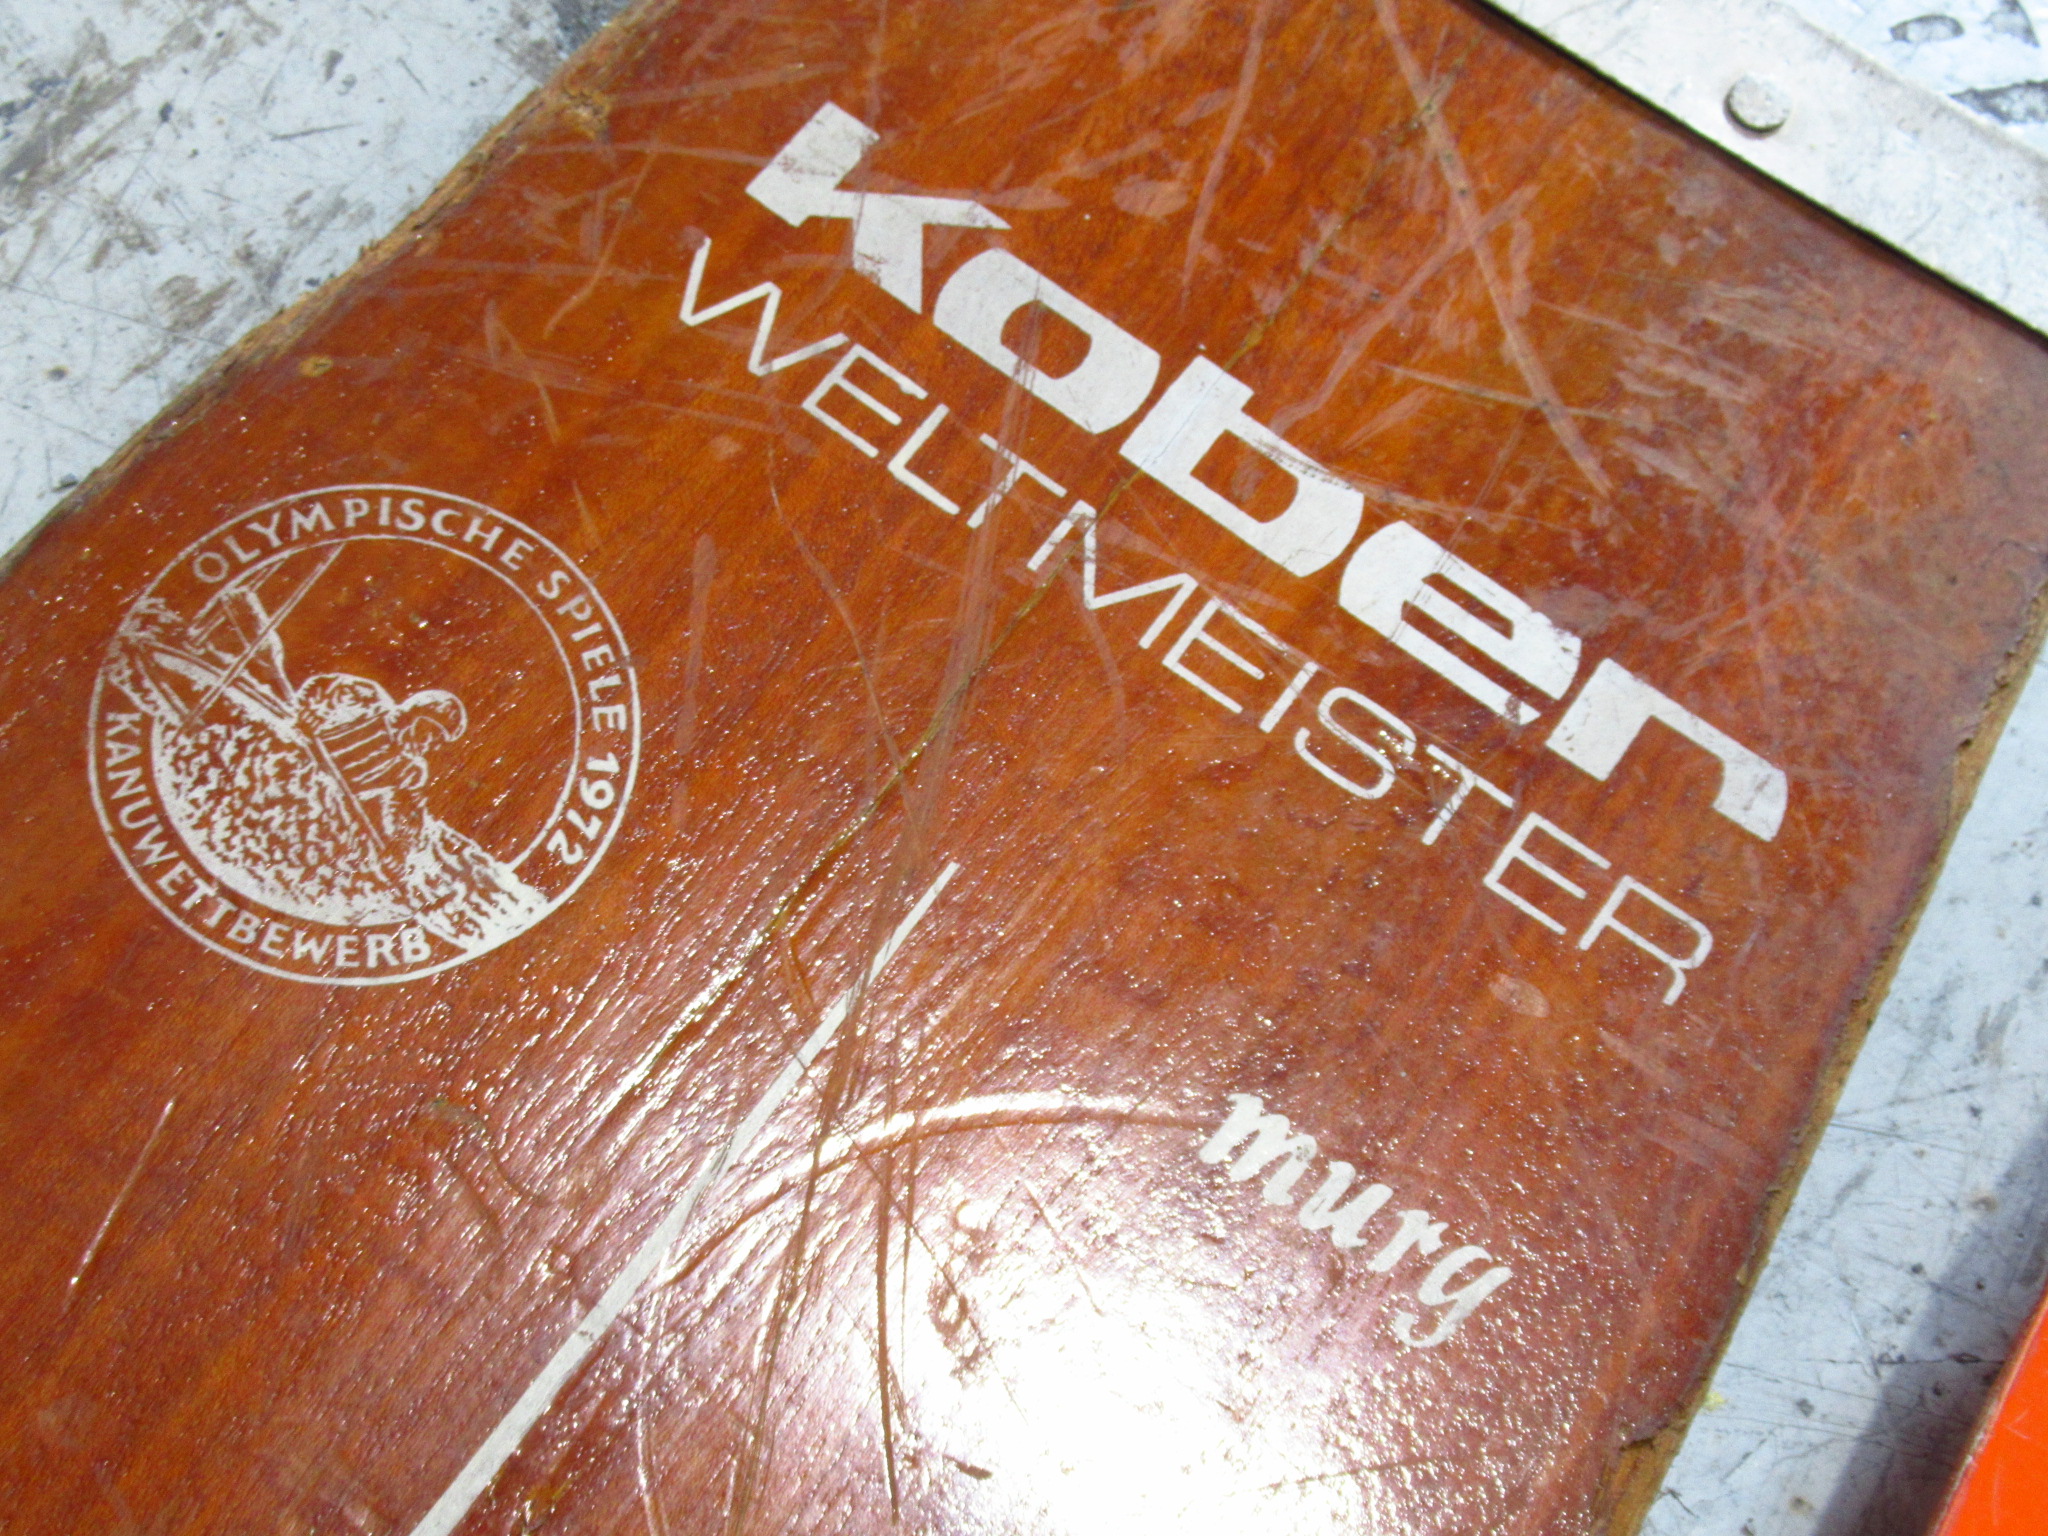 kober
WELTMEISTER
OLYMPISCHE SPIELE 1972
KANUWETTBEWERB
murg